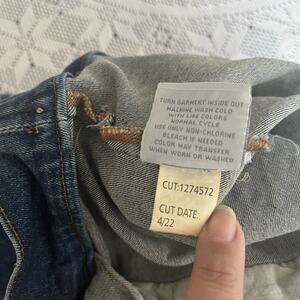 TURN GARMENT INSIDE OUT
MACHINE WASH COLD
WITH LIKE COLORS
NORMAL CYCLE
USE ONLY NON-CHLORINE
BLEACH IF NEEDED
COLOR MAY TRANSFER
WHEN WORN OR WASHED
CUT:1274572
CUT DATE:
4/22